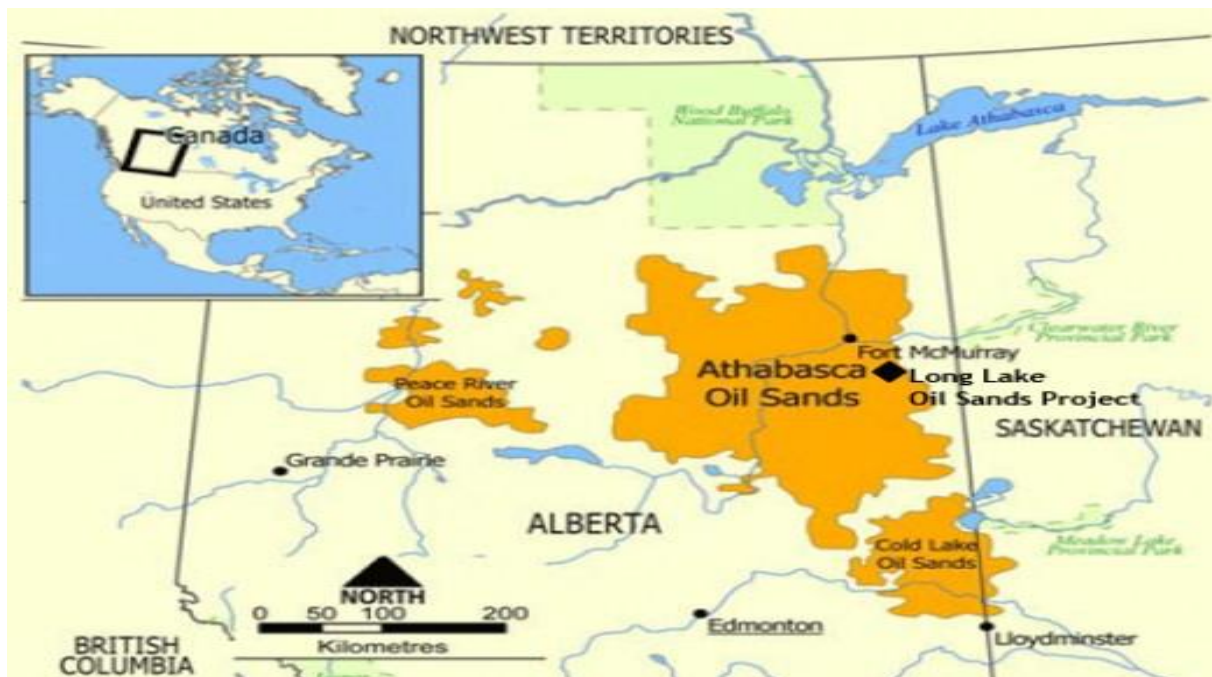 NORTHWEST TERRITORIES
Canada
United States
Wood Buffalo
National Park
Lake Athabasca
Clearwater River
Provincial Park
Fort McMurray
Athabasca
Oil Sands
Long Lake
Oil Sands Project
Peace River
Oil Sands
SASKATCHEWAN
Grande Prairie
ALBERTA
Cold Lake
Oil Sands
Meadow Lake
Provincial Park
NORTH
0 50 100 200
Kilometres
Edmonton
Lloydminster
BRITISH
COLUMBIA